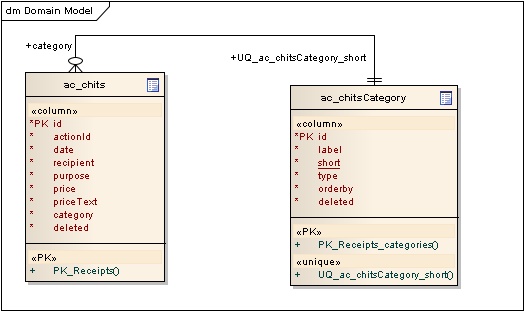 dm Domain Model
+category
+UQ_ac_chitsCategory_short
ac_chits
«column»
*PK id
* actionId
* date
* recipient
* purpose
* price
* priceText
* category
* deleted
«PK»
+ PK_Receipts()
ac_chitsCategory
«column»
*PK id
* label
* short
* type
* orderby
* deleted
«PK»
+ PK_Receipts_categories()
«unique»
+ UQ_ac_chitsCategory_short()